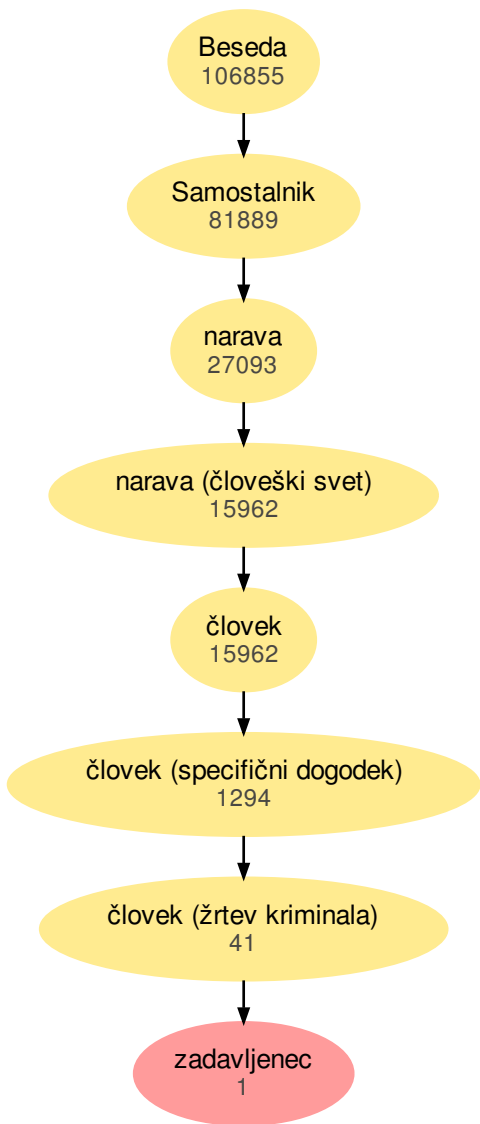 Beseda
106855
Samostalnik
81889
narava
27093
narava (človeški svet)
15962
človek
15962
človek (specifični dogodek)
1294
človek (žrtev kriminala)
41
zadavljenec
1